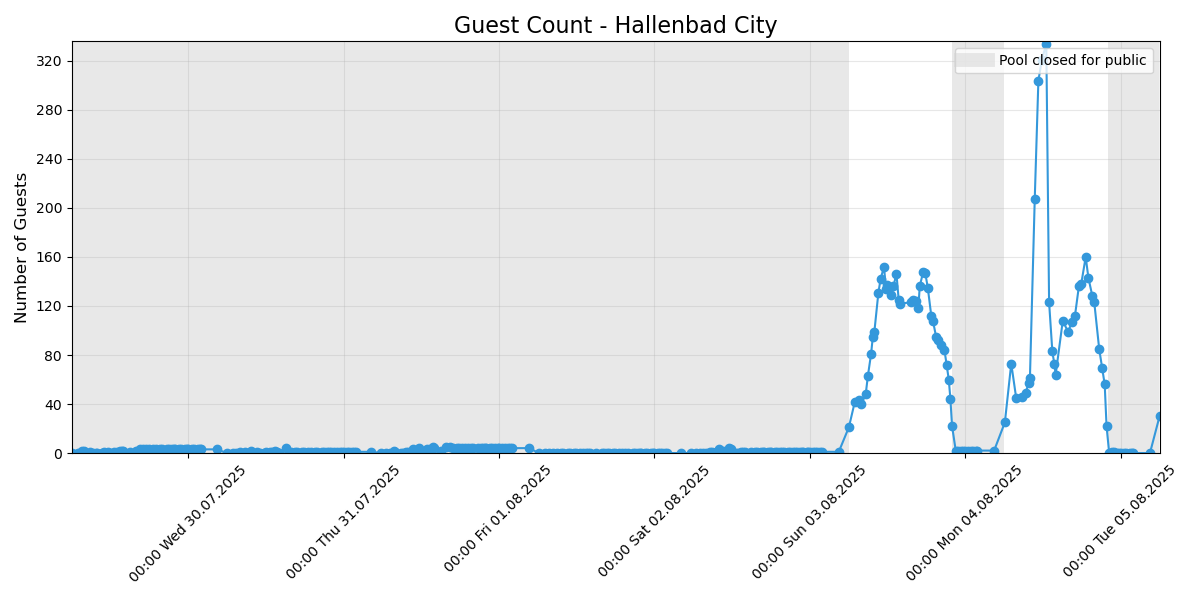 Guest Count - Hallenbad City
Pool closed for public
Number of Guests
320
280
240
200
160
120
80
40
0
00:00 Wed 30.07.2025
00:00 Thu 31.07.2025
00:00 Fri 01.08.2025
00:00 Sat 02.08.2025
00:00 Sun 03.08.2025
00:00 Mon 04.08.2025
00:00 Tue 05.08.2025